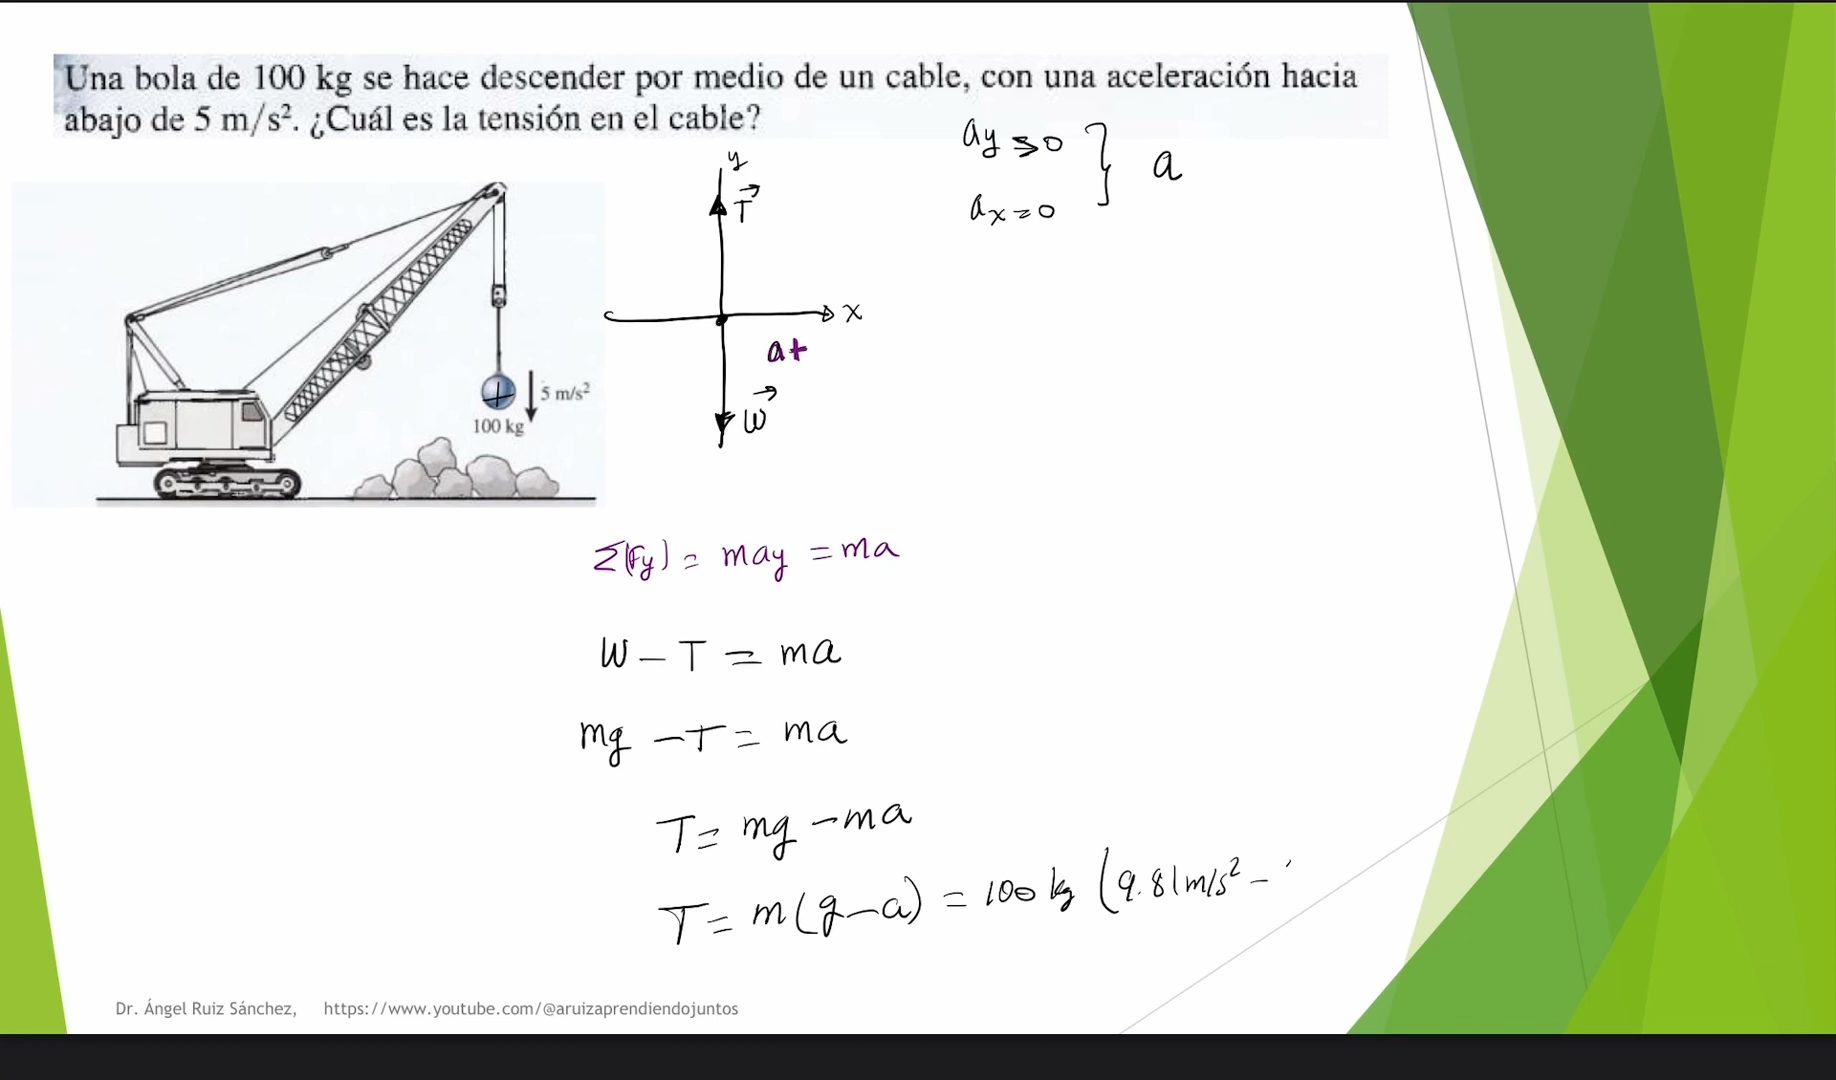 Una bola de 100 kg se hace descender por medio de un cable, con una aceleración hacia
abajo de 5 m/s². ¿Cuál es la tensión en el cable?
ax = 0
a
y
T
x
a+
W
5 m/s²
100 kg
Σ(Fy) = may = ma
W - T = ma
mg - T = ma
T = mg - ma
T = m(g - a) = 100 kg (9.81 m/s² -
Dr. Ángel Ruiz Sánchez, https://www.youtube.com/@aruizaprendiendojuntos